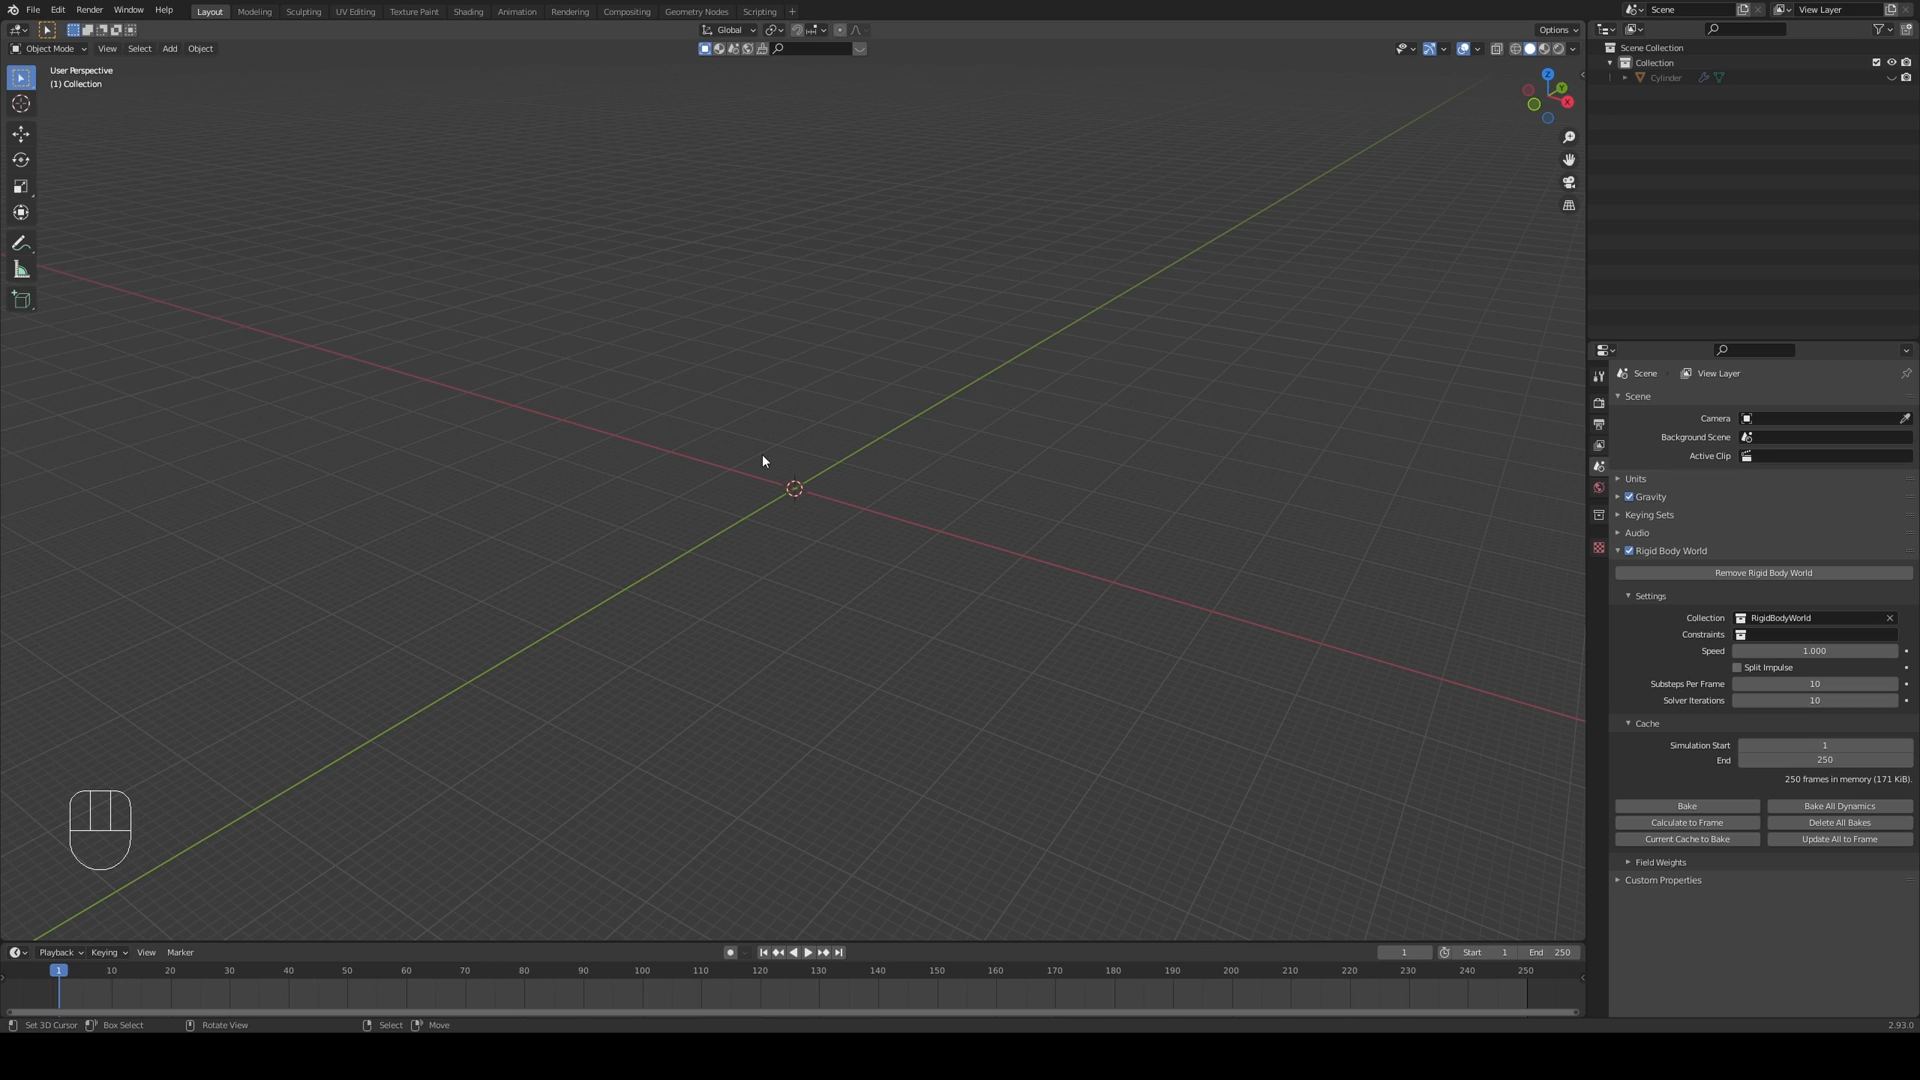 File Edit Render Window Help Layout Modeling Sculpting UV Editing Texture Paint Shading Animation Rendering Compositing Geometry Nodes Scripting + Scene View Layer
Global Options
Object Mode View Select Add Object
User Perspective
(1) Collection
Z
Y
X
Scene Collection
Collection
Cylinder
Scene View Layer
Scene
Camera
Background Scene
Active Clip
Units
Gravity
Keying Sets
Audio
Rigid Body World
Remove Rigid Body World
Settings
Collection RigidBodyWorld
Constraints
Speed 1.000
Split Impulse
Substeps Per Frame 10
Solver Iterations 10
Cache
Simulation Start 1
End 250
250 frames in memory (171 KiB).
Bake Bake All Dynamics
Calculate to Frame Delete All Bakes
Current Cache to Bake Update All to Frame
Field Weights
Custom Properties
Playback Keying View Marker 1 Start 1 End 250
1 10 20 30 40 50 60 70 80 90 100 110 120 130 140 150 160 170 180 190 200 210 220 230 240 250
Set 3D Cursor Box Select Rotate View Select Move 2.93.0